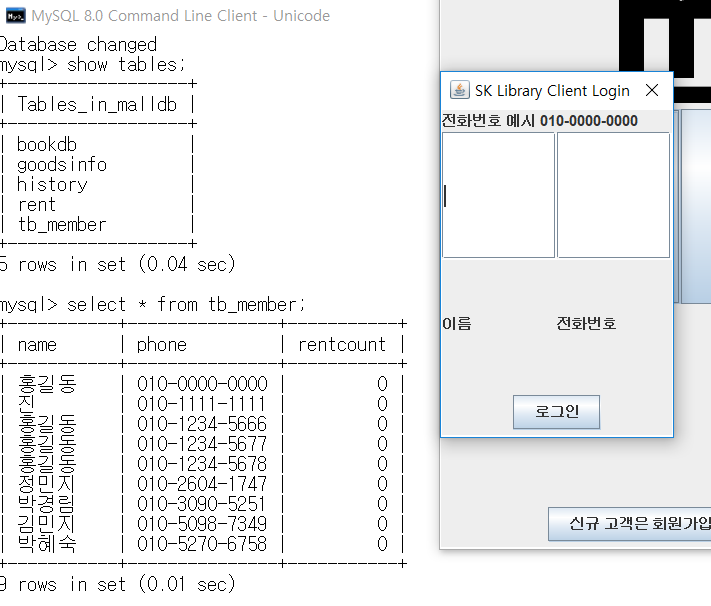 MySQL 8.0 Command Line Client - Unicode
Database changed
mysql> show tables;
+------------------+
| Tables_in_malldb |
+------------------+
| bookdb |
| goodsinfo |
| history |
| rent |
| tb_member |
+------------------+
5 rows in set (0.04 sec)
mysql> select * from tb_member;
+-----------+---------------+-----------+
| name | phone | rentcount |
+-----------+---------------+-----------+
| 홍길동 | 010-0000-0000 | 0 |
| 진 | 010-1111-1111 | 0 |
| 홍길동 | 010-1234-5666 | 0 |
| 홍길동 | 010-1234-5677 | 0 |
| 홍길동 | 010-1234-5678 | 0 |
| 정민지 | 010-2604-1747 | 0 |
| 박경림 | 010-3090-5251 | 0 |
| 김민지 | 010-5098-7349 | 0 |
| 박혜숙 | 010-5270-6758 | 0 |
+-----------+---------------+-----------+
9 rows in set (0.01 sec)
SK Library Client Login
전화번호 예시 010-0000-0000
이름 전화번호
로그인
신규 고객은 회원가입